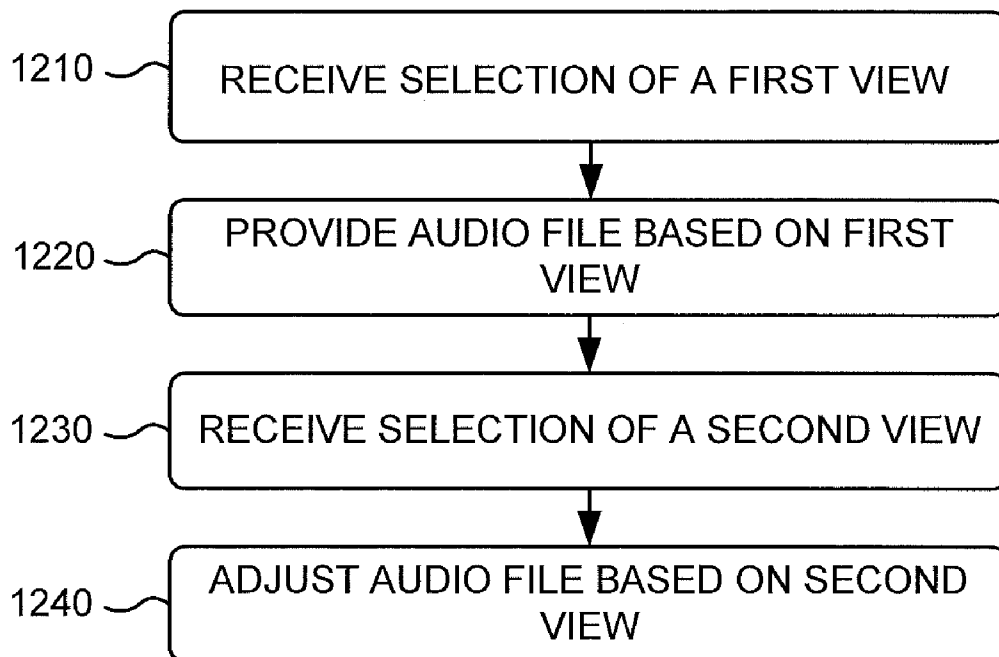 1210
RECEIVE SELECTION OF A FIRST VIEW
1220
PROVIDE AUDIO FILE BASED ON FIRST
VIEW
1230
RECEIVE SELECTION OF A SECOND VIEW
1240
ADJUST AUDIO FILE BASED ON SECOND
VIEW